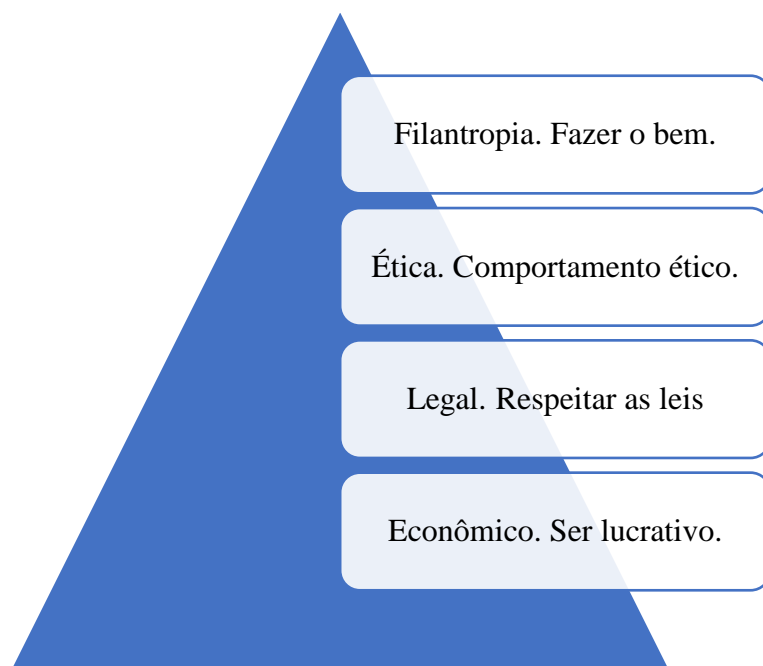 Filantropia. Fazer o bem.
Ética. Comportamento ético.
Legal. Respeitar as leis
Econômico. Ser lucrativo.